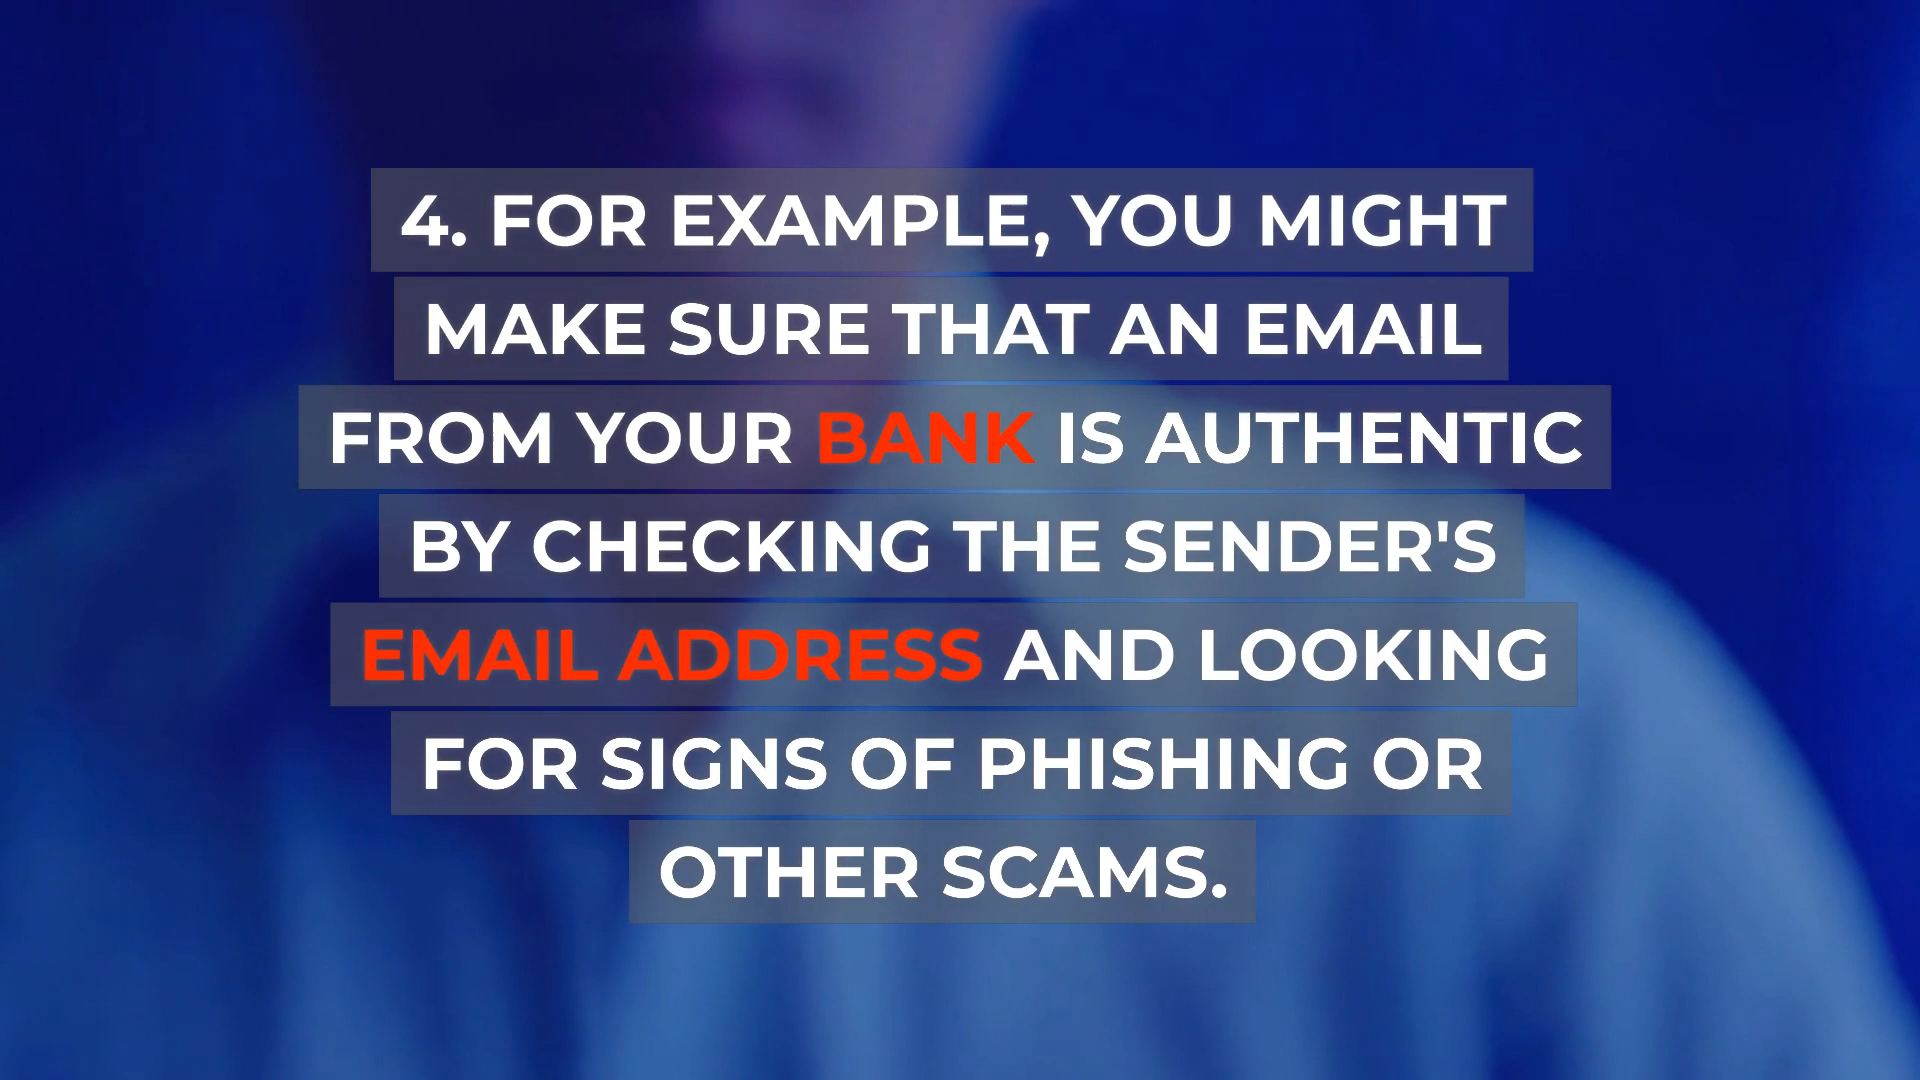 4. FOR EXAMPLE, YOU MIGHT
MAKE SURE THAT AN EMAIL
FROM YOUR BANK IS AUTHENTIC
BY CHECKING THE SENDER'S
EMAIL ADDRESS AND LOOKING
FOR SIGNS OF PHISHING OR
OTHER SCAMS.